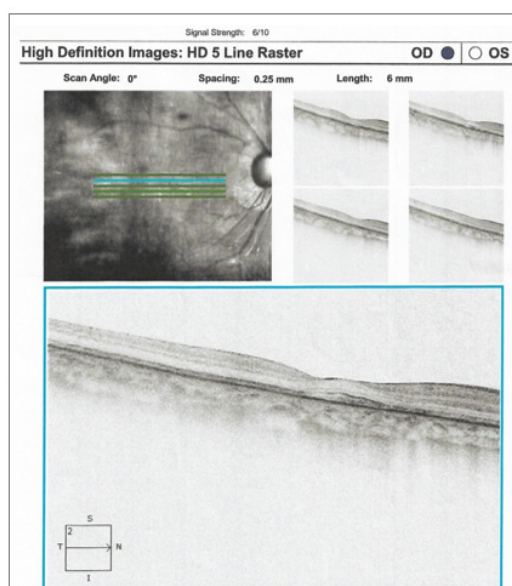 Signal Strength: 6/10
High Definition Images: HD 5 Line Raster OD OS
Scan Angle: 0° Spacing: 0.25 mm Length: 6 mm
S
2
T N
I